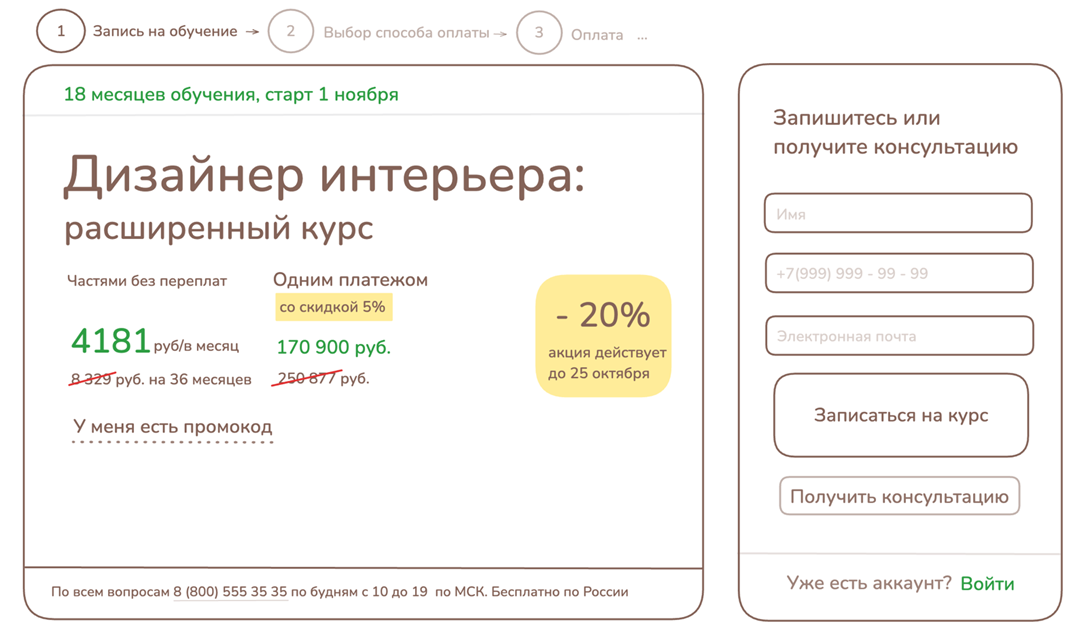 1 Запись на обучение → 2 Выбор способа оплаты → 3 Оплата ...
18 месяцев обучения, старт 1 ноября
Дизайнер интерьера:
расширенный курс
Частями без переплат
4181 руб/в месяц
8 329 руб. на 36 месяцев
Одним платежом
со скидкой 5%
170 900 руб.
250 877 руб.
- 20%
акция действует
до 25 октября
У меня есть промокод
По всем вопросам 8 (800) 555 35 35 по будням с 10 до 19 по МСК. Бесплатно по России
Запишитесь или
получите консультацию
Имя
+7(999) 999 - 99 - 99
Электронная почта
Записаться на курс
Получить консультацию
Уже есть аккаунт? Войти